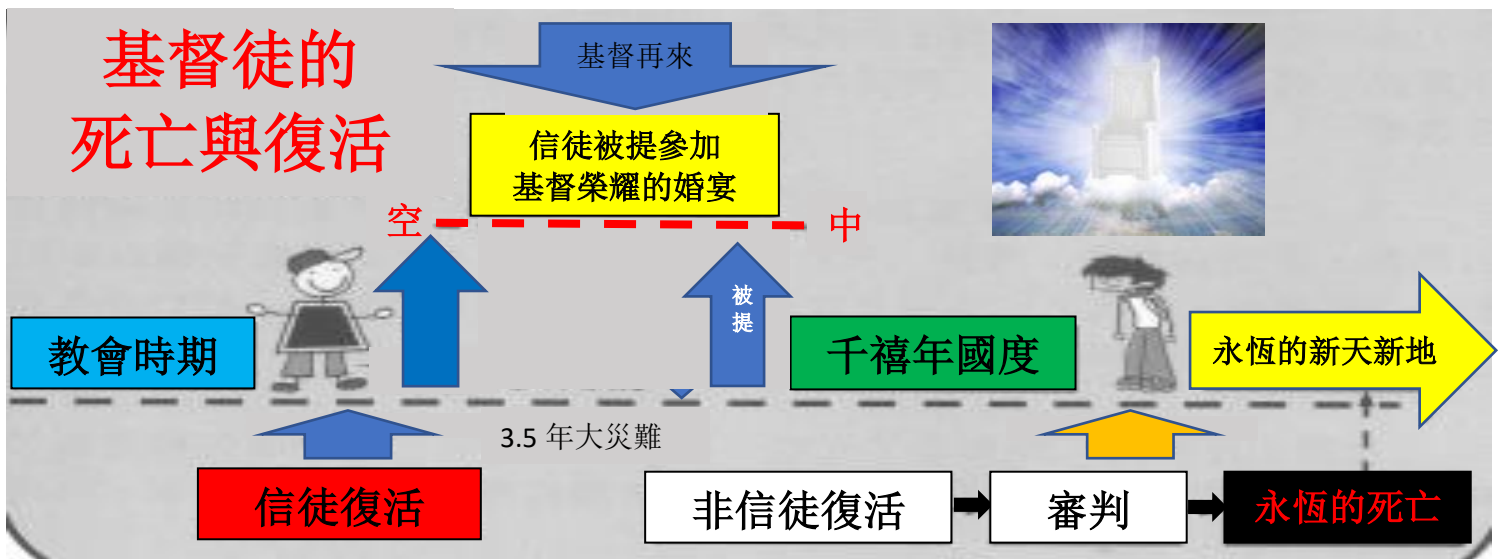 基督徒的
死亡與復活
基督再來
信徒被提參加
基督榮耀的婚宴
空
中
被
提
教會時期
千禧年國度
永恆的新天新地
3.5 年大災難
信徒復活
非信徒復活
審判
永恆的死亡